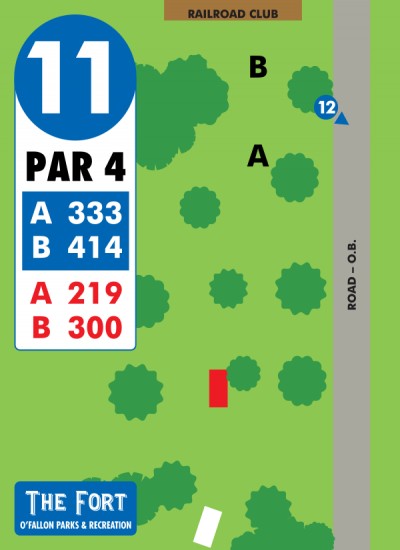 RAILROAD CLUB
11
PAR 4
A 333
B 414
A 219
B 300
B
12
A
ROAD – O.B.
THE FORT
O'FALLON PARKS & RECREATION